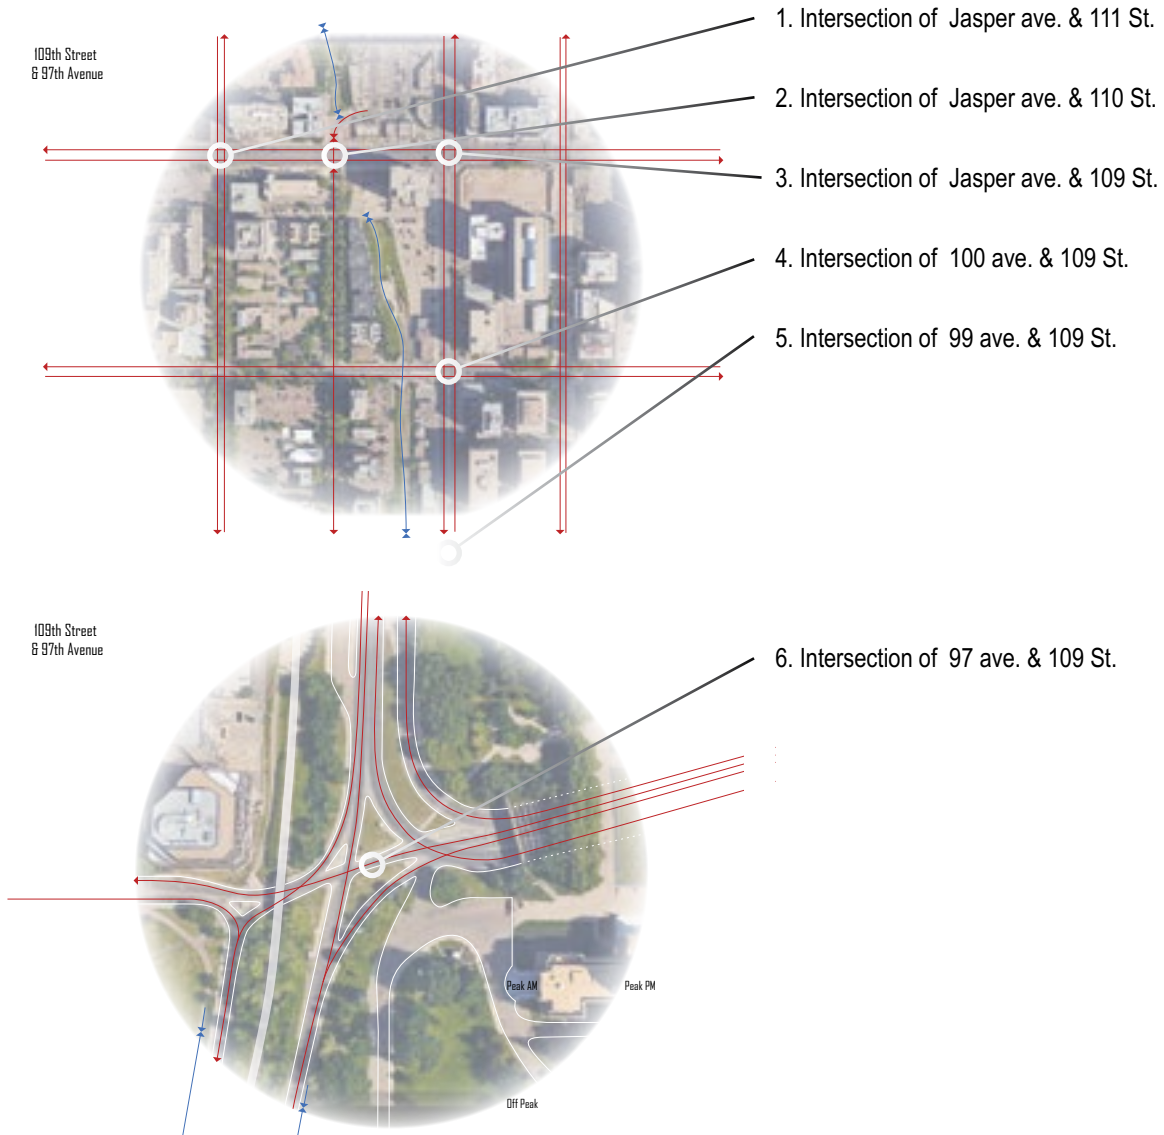 109th Street
& 97th Avenue
1. Intersection of Jasper ave. & 111 St.
2. Intersection of Jasper ave. & 110 St.
3. Intersection of Jasper ave. & 109 St.
4. Intersection of 100 ave. & 109 St.
5. Intersection of 99 ave. & 109 St.
109th Street
& 97th Avenue
6. Intersection of 97 ave. & 109 St.
Peak AM
Peak PM
Off Peak